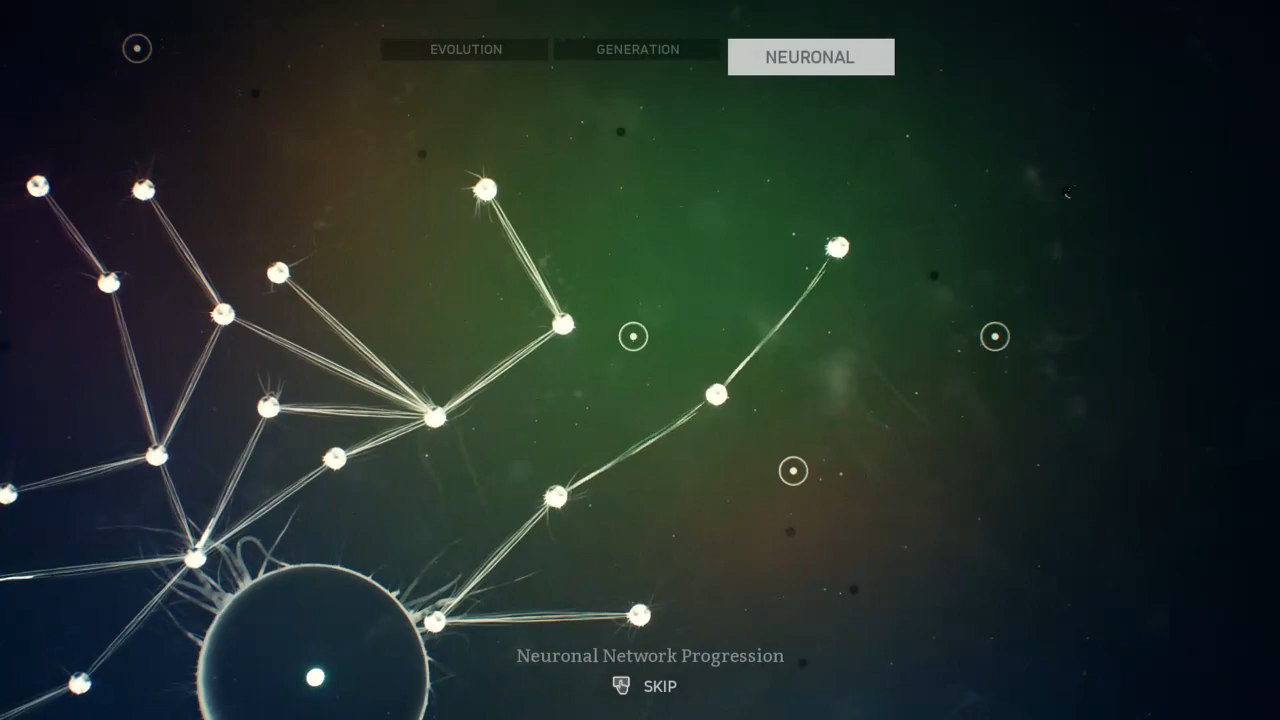 EVOLUTION
GENERATION
NEURONAL
Neuronal Network Progression
SKIP